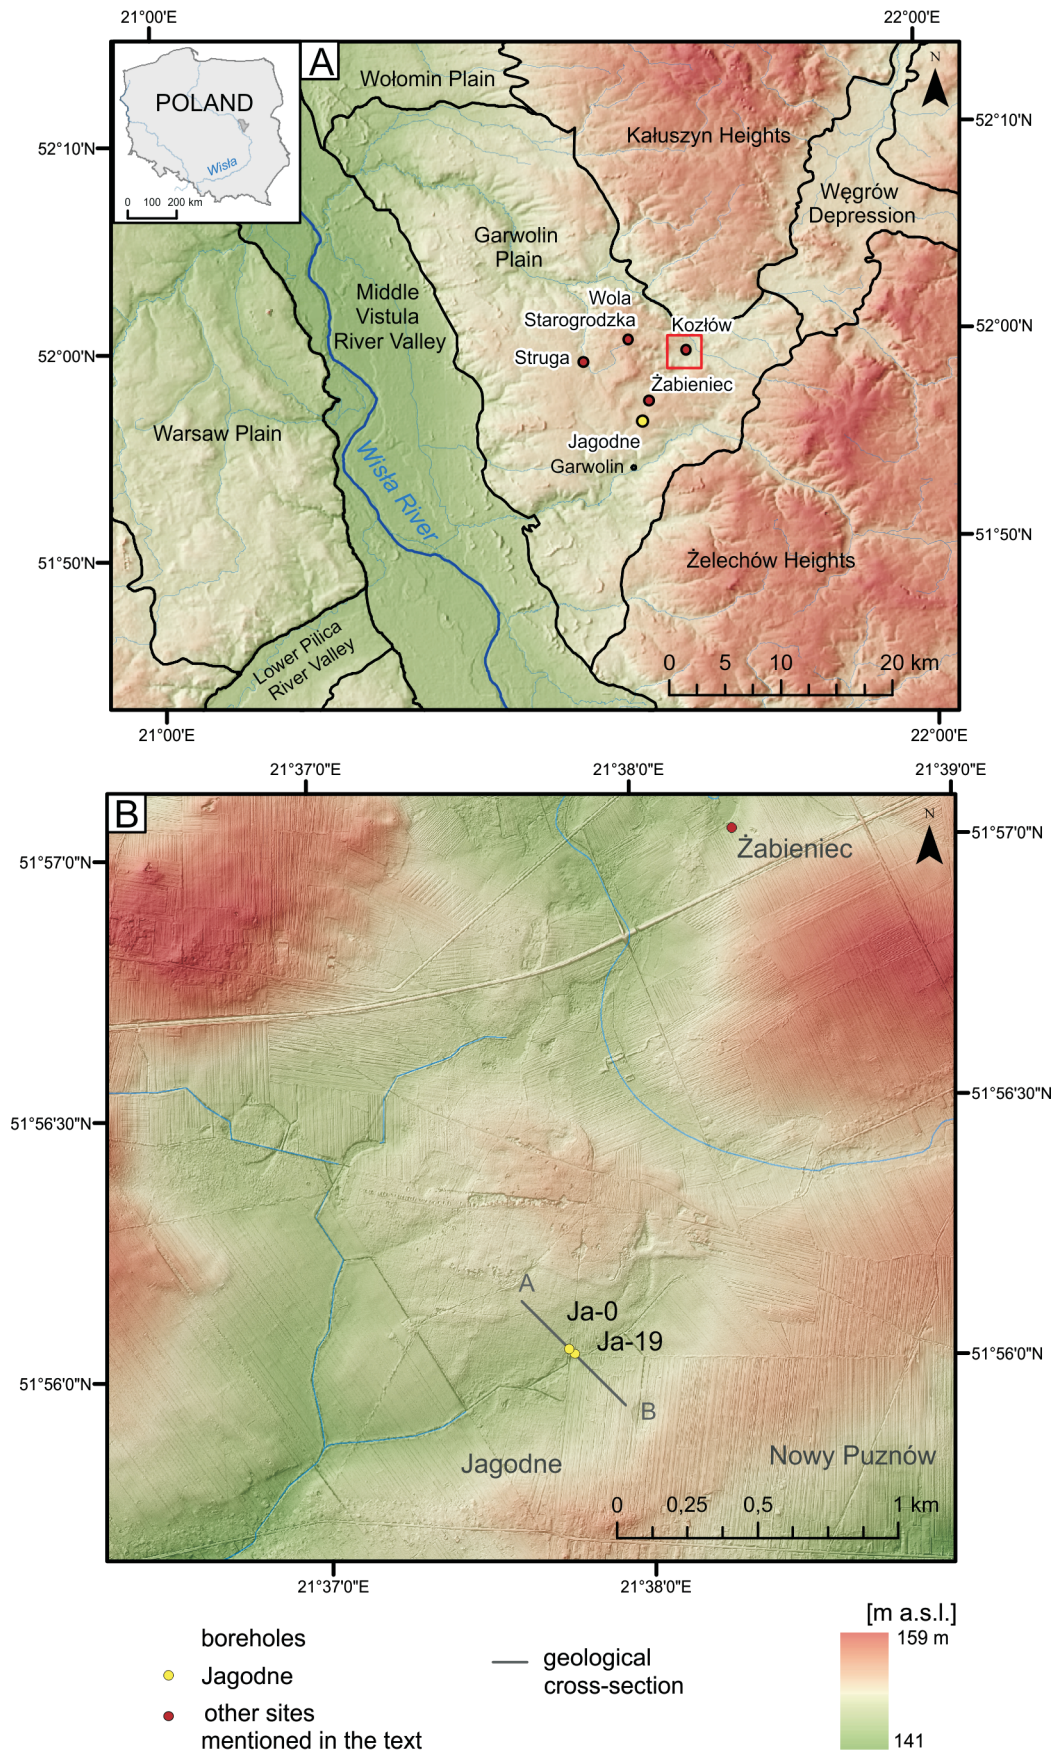 21°00'E
22°00'E
A
POLAND
Wisła
0 100 200 km
Wołomin Plain
N
Kałuszyn Heights
52°10'N
52°10'N
Węgrów
Depression
Garwolin
Plain
Middle
Vistula
River Valley
Wola
Starogrodzka
Kozłów
52°00'N
52°00'N
Struga
Żabieniec
Warsaw Plain
Jagodne
Garwolin
Wisła River
51°50'N
51°50'N
Żelechów Heights
Lower Pilica
River Valley
0 5 10 20 km
21°00'E
22°00'E
21°37'0"E
21°38'0"E
21°39'0"E
B
N
51°57'0"N
51°57'0"N
Żabieniec
51°56'30"N
51°56'30"N
A
Ja-0
Ja-19
51°56'0"N
51°56'0"N
B
Jagodne
Nowy Puznów
0 0,25 0,5 1 km
21°37'0"E
21°38'0"E
boreholes
Jagodne
other sites
mentioned in the text
geological
cross-section
[m a.s.l.]
159 m
141